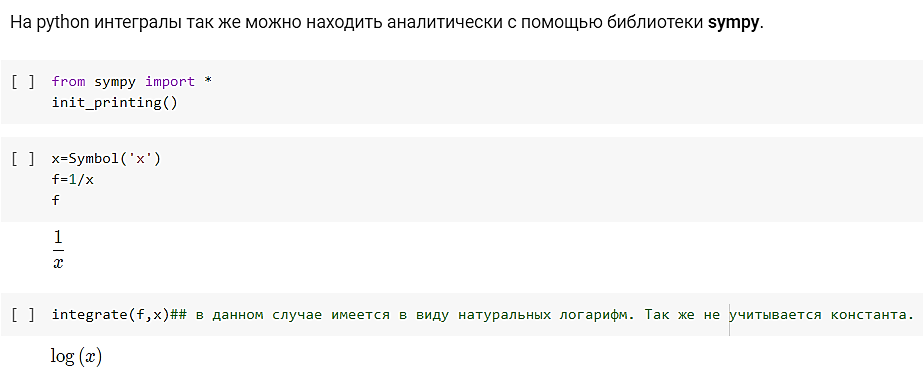 На python интегралы так же можно находить аналитически с помощью библиотеки sympy.
[ ] from sympy import *
init_printing()
[ ] x=Symbol('x')
f=1/x
f
1
x
[ ] integrate(f,x)## в данном случае имеется в виду натуральных логарифм. Так же не учитывается константа.
log (x)